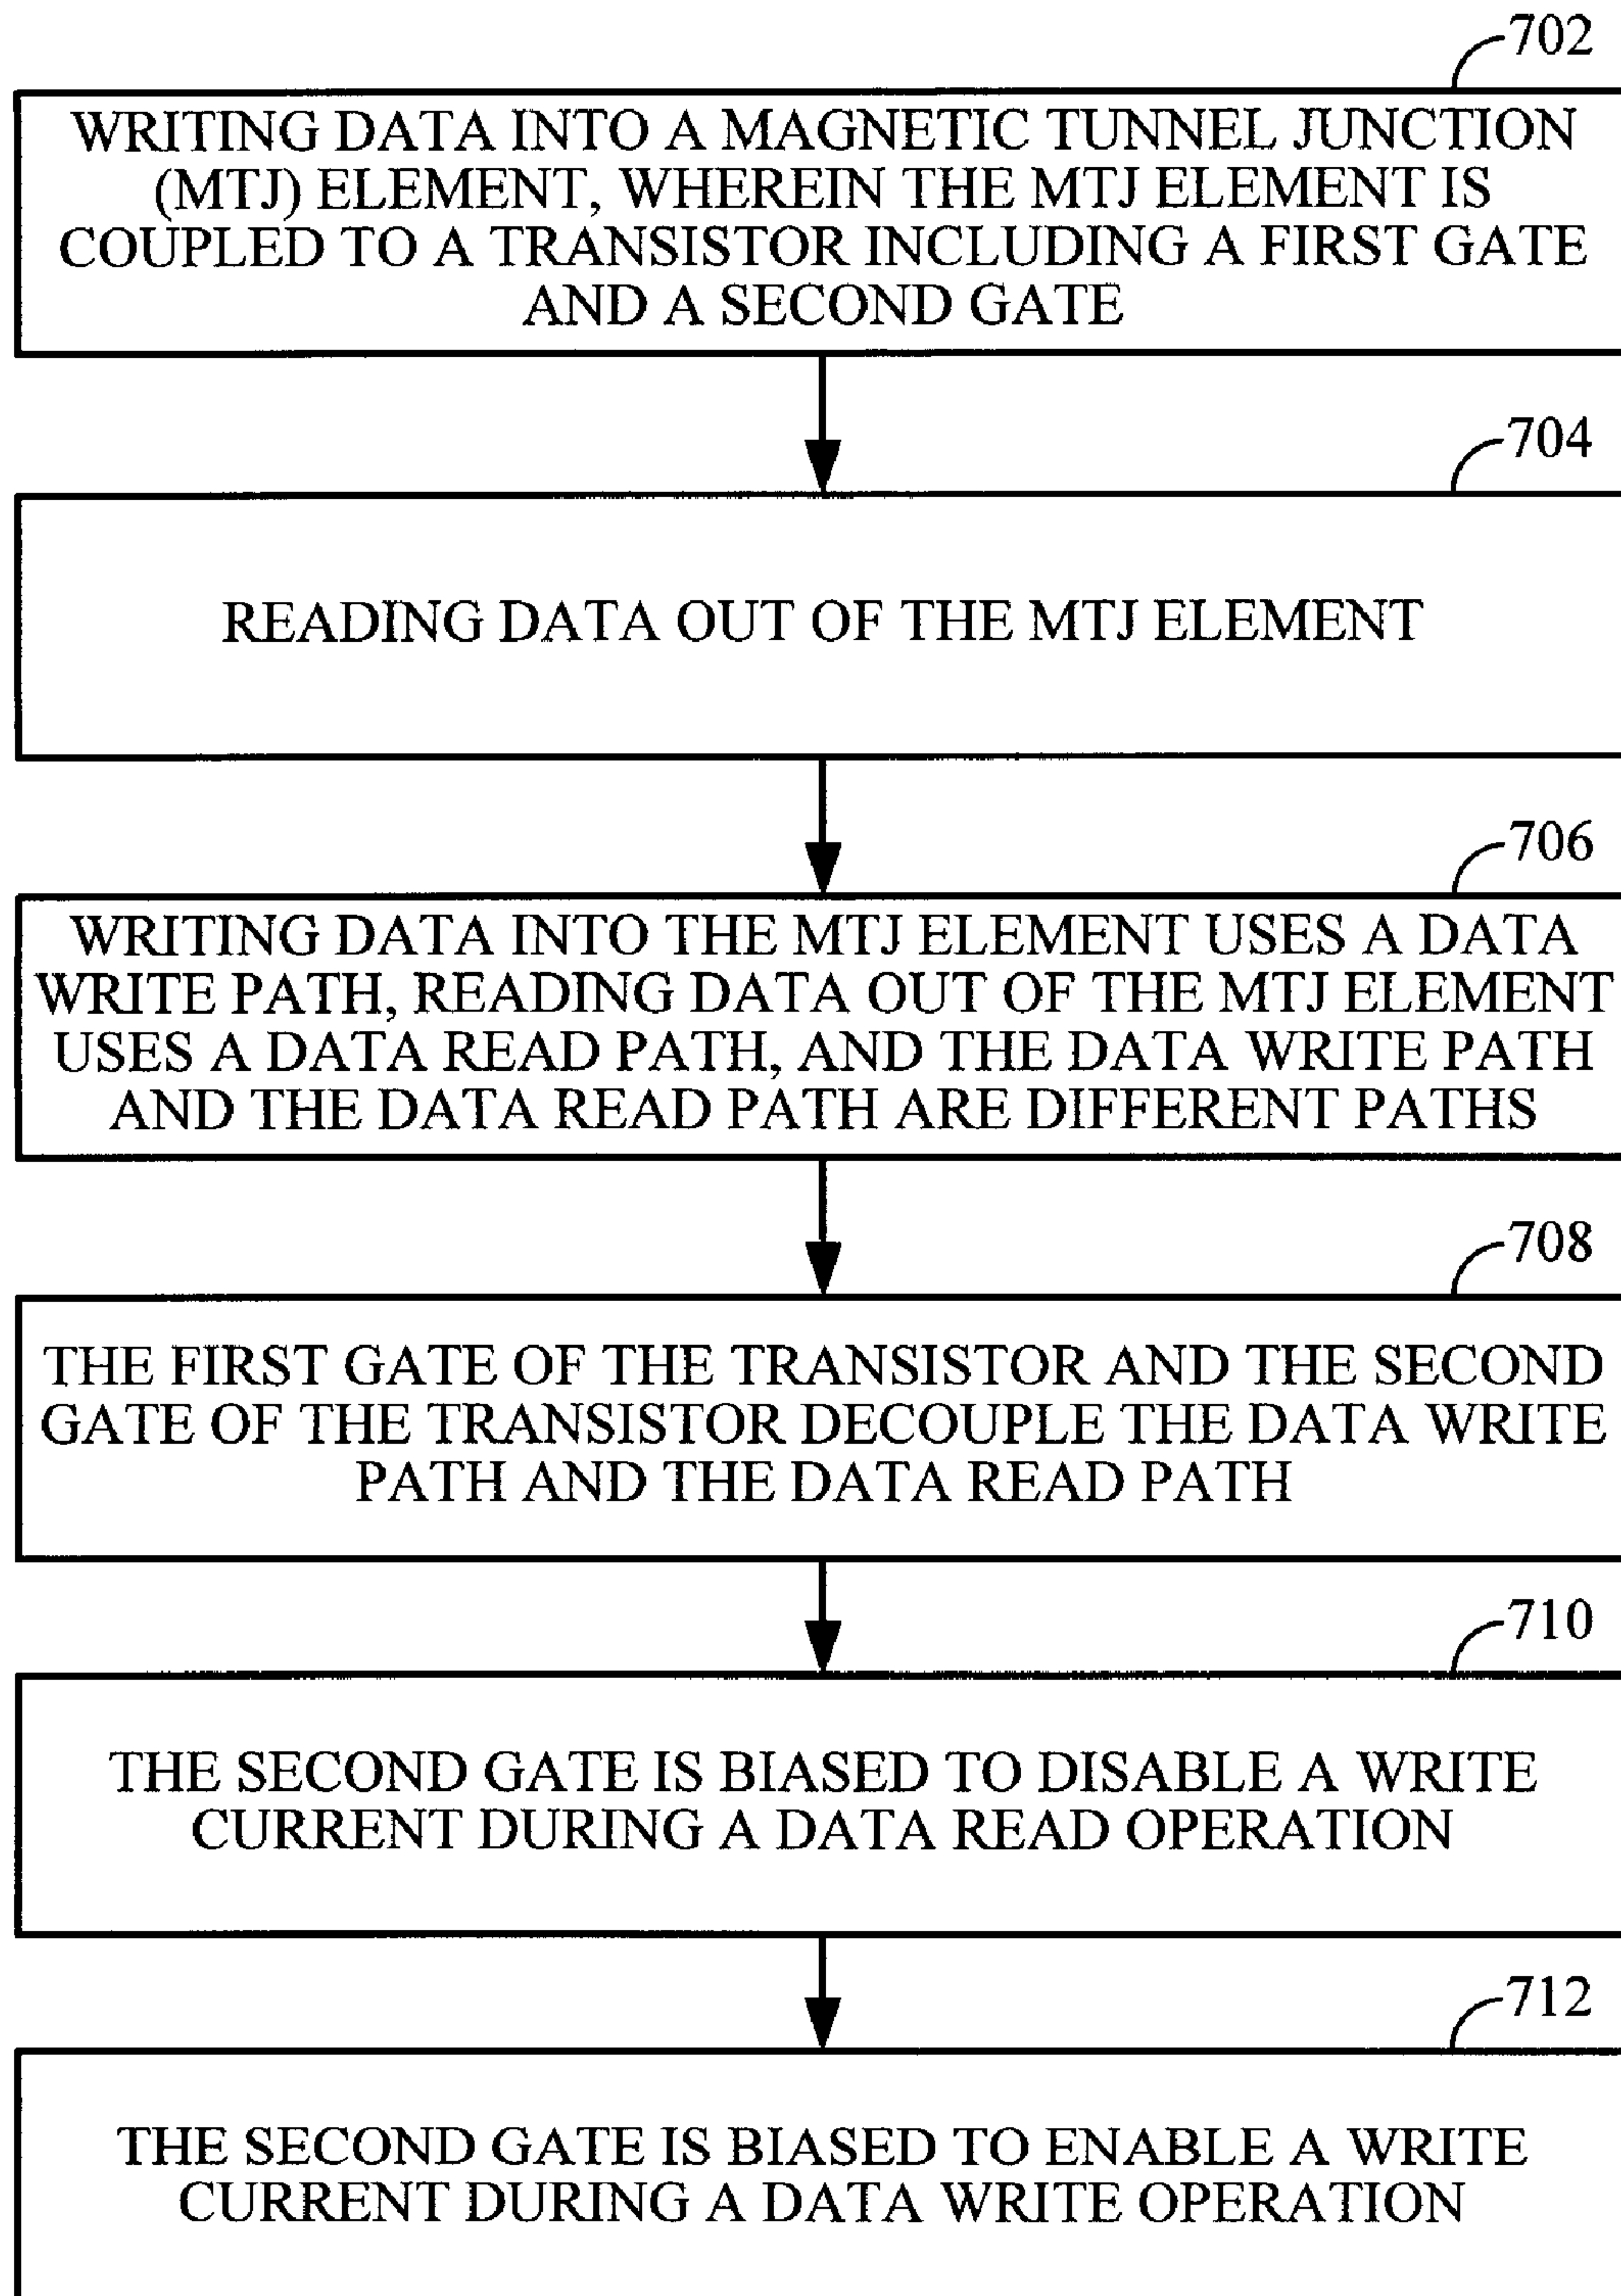 702
WRITING DATA INTO A MAGNETIC TUNNEL JUNCTION
(MTJ) ELEMENT, WHEREIN THE MTJ ELEMENT IS
COUPLED TO A TRANSISTOR INCLUDING A FIRST GATE
AND A SECOND GATE
704
READING DATA OUT OF THE MTJ ELEMENT
706
WRITING DATA INTO THE MTJ ELEMENT USES A DATA
WRITE PATH, READING DATA OUT OF THE MTJ ELEMENT
USES A DATA READ PATH, AND THE DATA WRITE PATH
AND THE DATA READ PATH ARE DIFFERENT PATHS
708
THE FIRST GATE OF THE TRANSISTOR AND THE SECOND
GATE OF THE TRANSISTOR DECOUPLE THE DATA WRITE
PATH AND THE DATA READ PATH
710
THE SECOND GATE IS BIASED TO DISABLE A WRITE
CURRENT DURING A DATA READ OPERATION
712
THE SECOND GATE IS BIASED TO ENABLE A WRITE
CURRENT DURING A DATA WRITE OPERATION